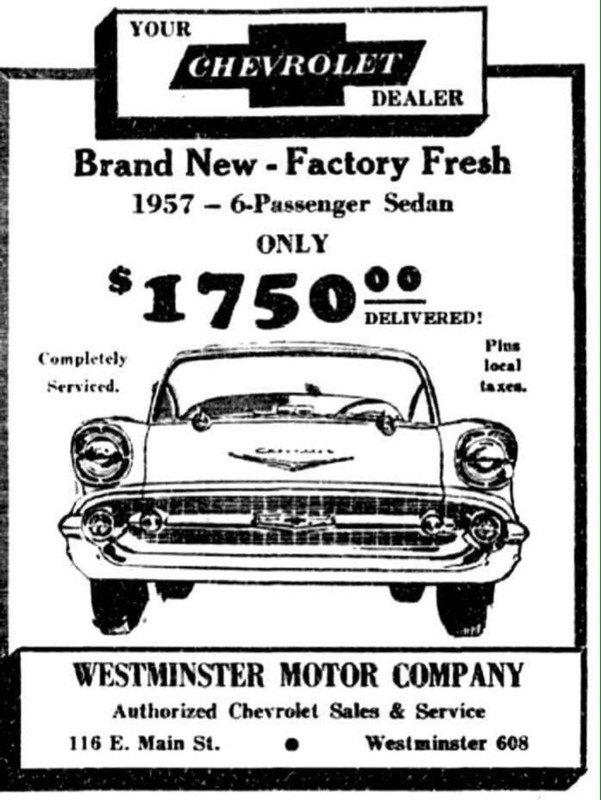 YOUR
CHEVROLET
DEALER
Brand New - Factory Fresh
1957 – 6-Passenger Sedan
ONLY
$1750.00
DELIVERED!
Completely
Serviced.
Plus
local
taxes.
CHEVROLET
WESTMINSTER MOTOR COMPANY
Authorized Chevrolet Sales & Service
116 E. Main St. ● Westminster 608